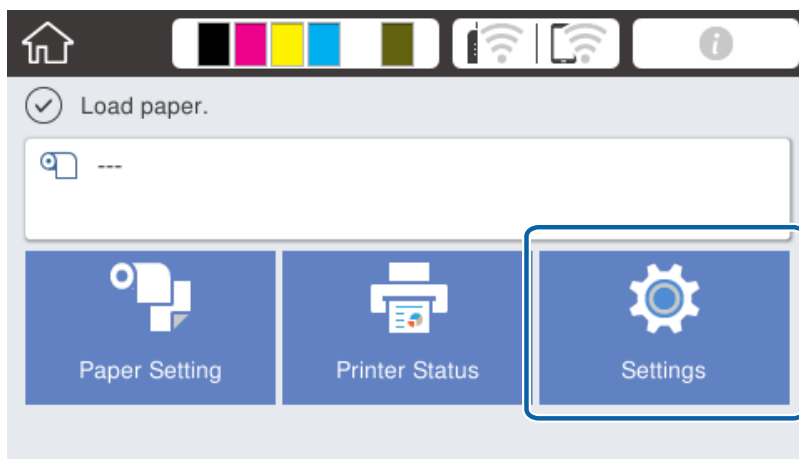 Load paper.
---
Paper Setting
Printer Status
Settings